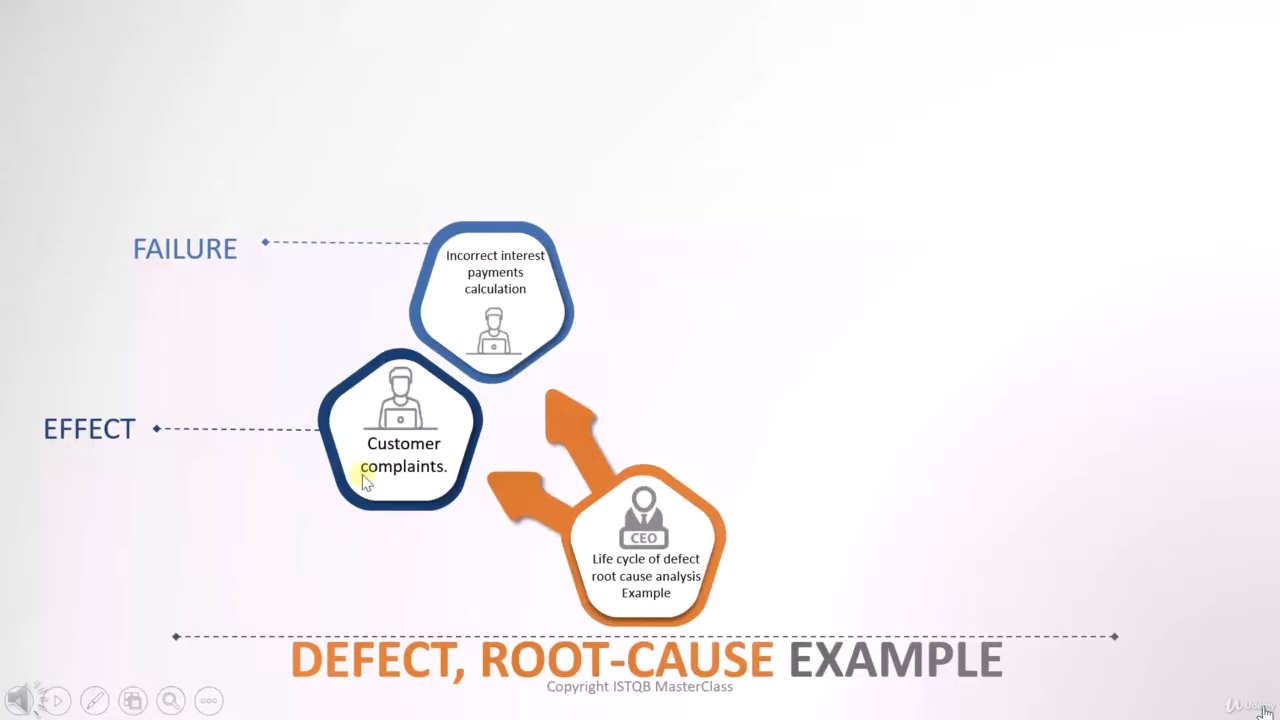 FAILURE
Incorrect interest
payments
calculation
EFFECT
Customer
complaints.
CEO
Life cycle of defect
root cause analysis
Example
DEFECT, ROOT-CAUSE EXAMPLE
Copyright ISTQB MasterClass
Udemy